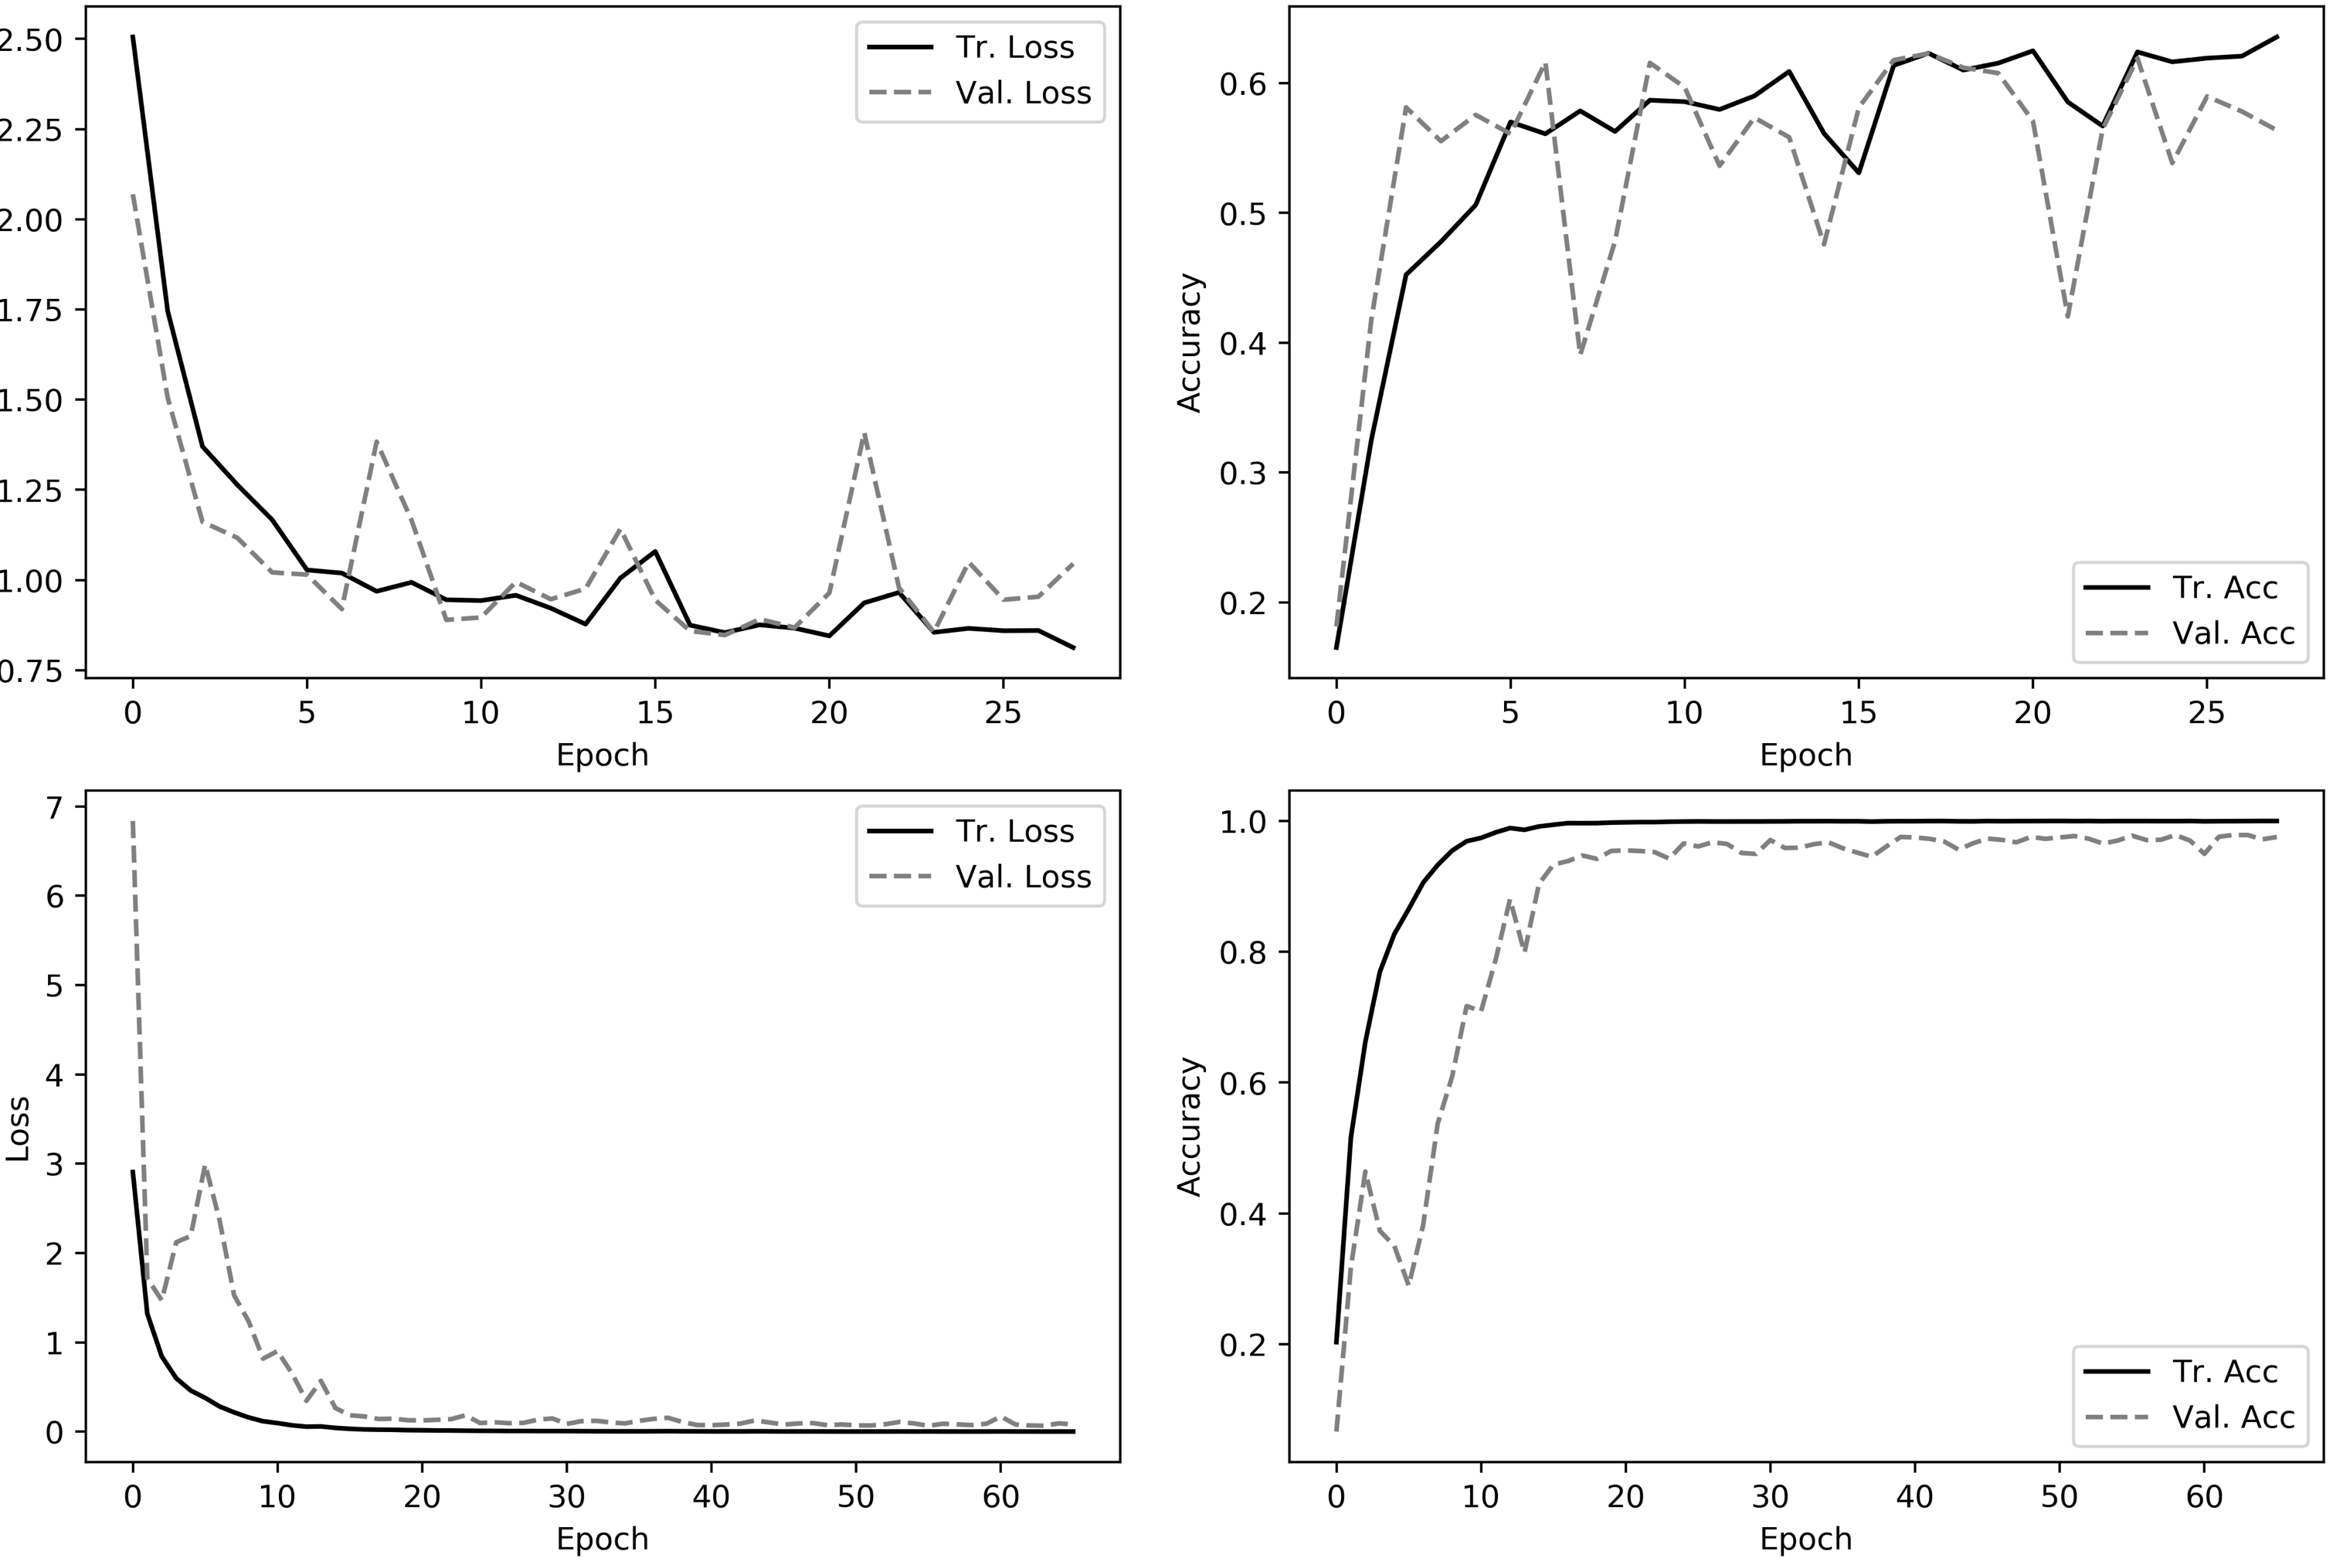 2.50
2.25
2.00
1.75
1.50
1.25
1.00
0.75
0 5 10 15 20 25
Epoch
Tr. Loss
Val. Loss
Accuracy
0.6
0.5
0.4
0.3
0.2
0 5 10 15 20 25
Epoch
Tr. Acc
Val. Acc
Loss
7
6
5
4
3
2
1
0
0 10 20 30 40 50 60
Epoch
Tr. Loss
Val. Loss
Accuracy
1.0
0.8
0.6
0.4
0.2
0 10 20 30 40 50 60
Epoch
Tr. Acc
Val. Acc